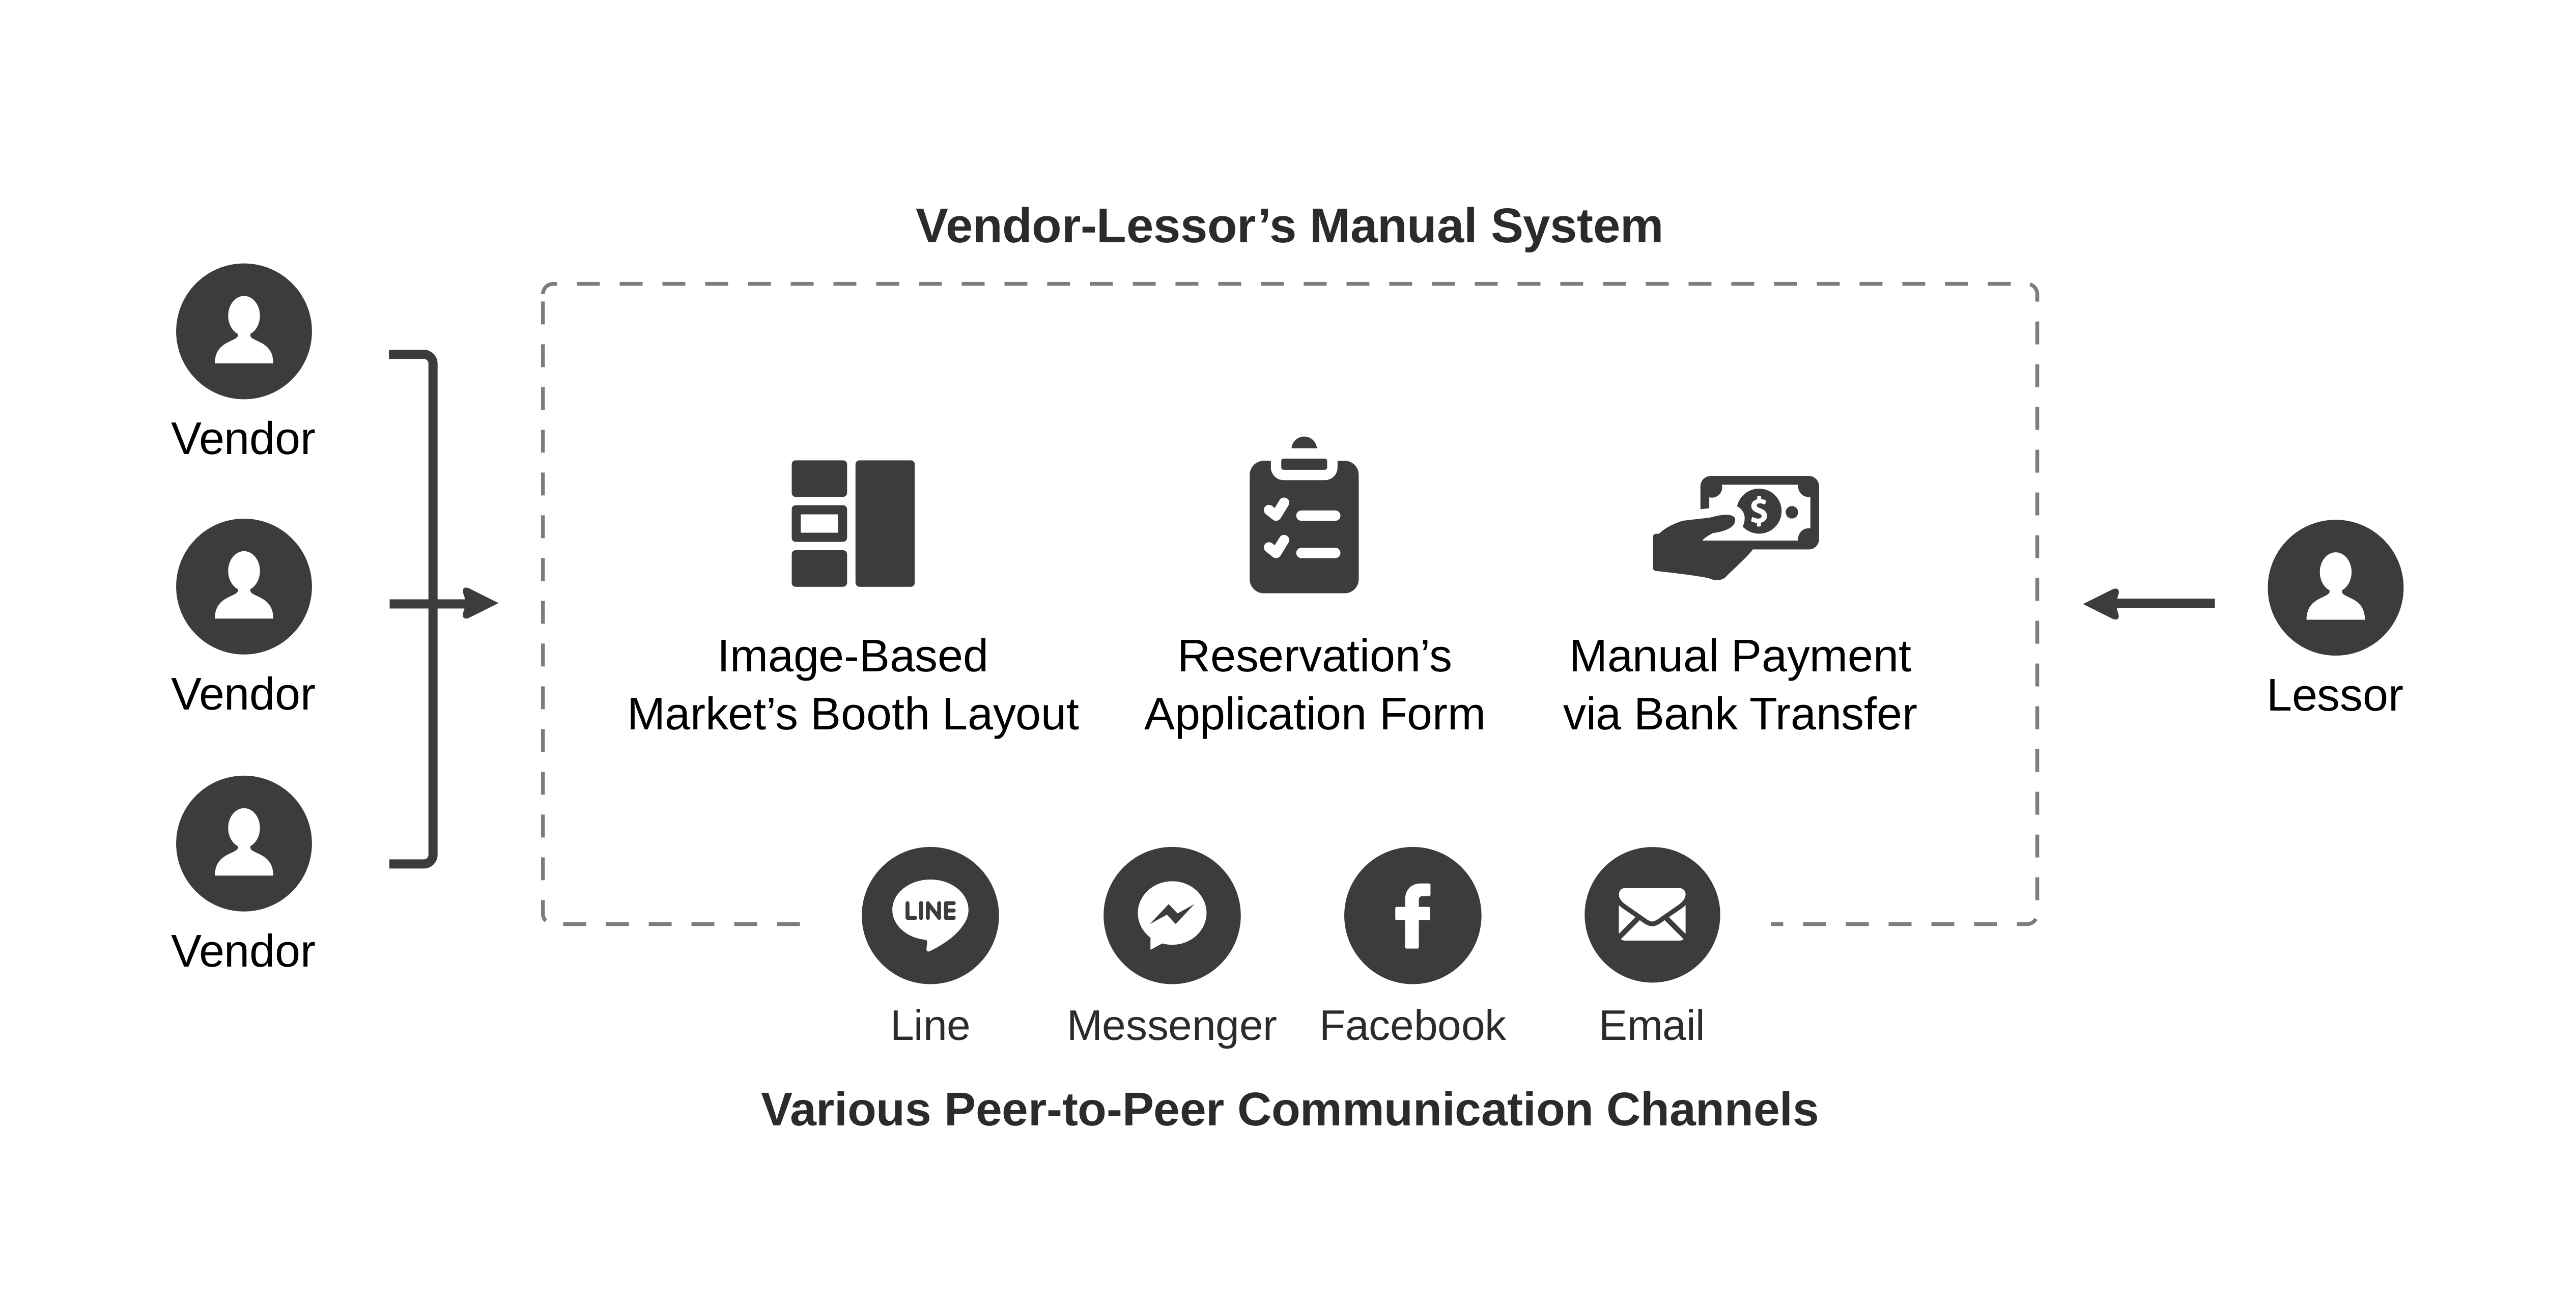 Vendor-Lessor’s Manual System
Vendor
Vendor
Vendor
$
Image-Based
Market’s Booth Layout
Reservation’s
Application Form
Manual Payment
via Bank Transfer
Lessor
LINE
Line
Messenger
Facebook
Email
Various Peer-to-Peer Communication Channels